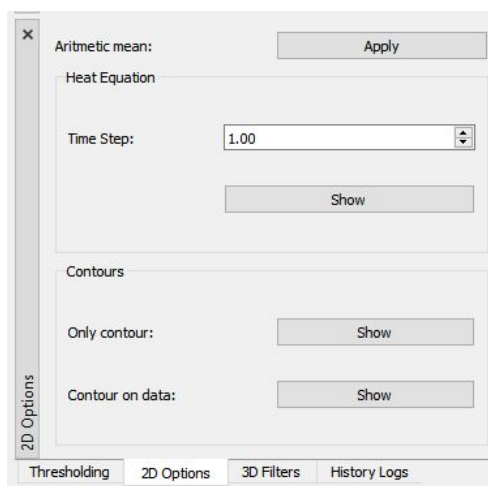 Aritmetic mean: Apply
Heat Equation
Time Step: 1.00
Show
Contours
Only contour: Show
Contour on data: Show
2D Options
Thresholding 2D Options 3D Filters History Logs